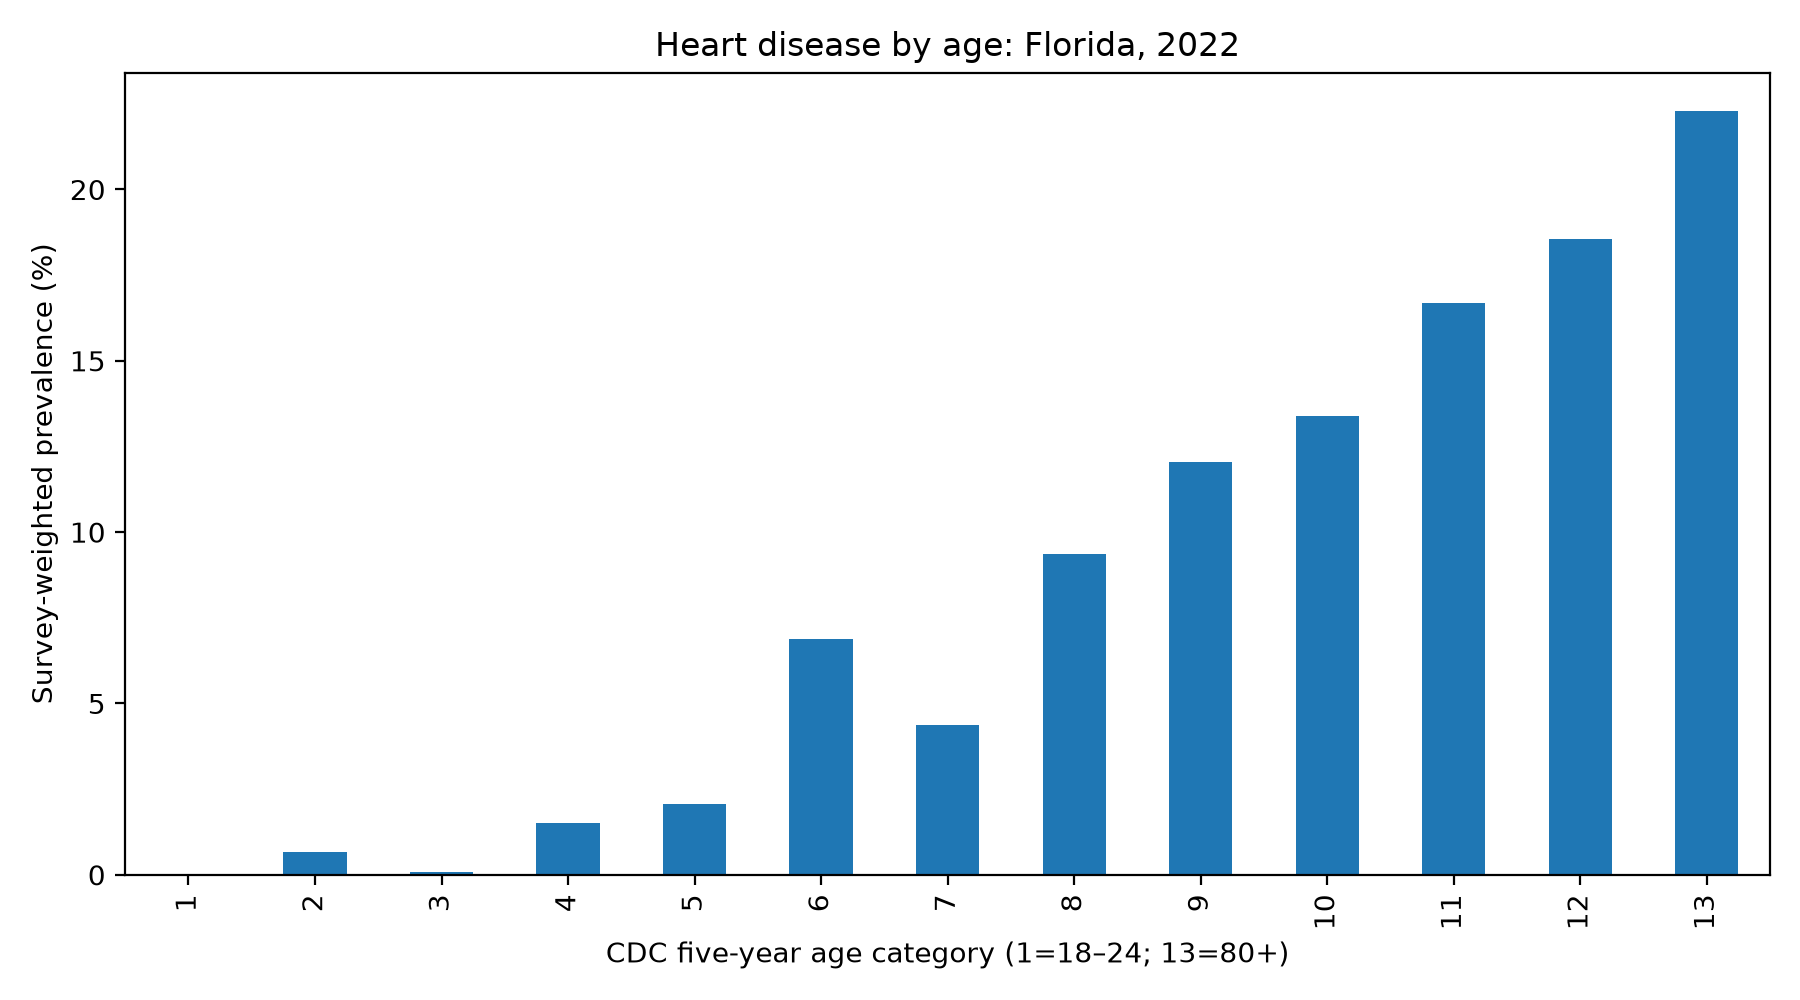 Heart disease by age: Florida, 2022
Survey-weighted prevalence (%)
20
15
10
5
0
1 2 3 4 5 6 7 8 9 10 11 12 13
CDC five-year age category (1=18–24; 13=80+)